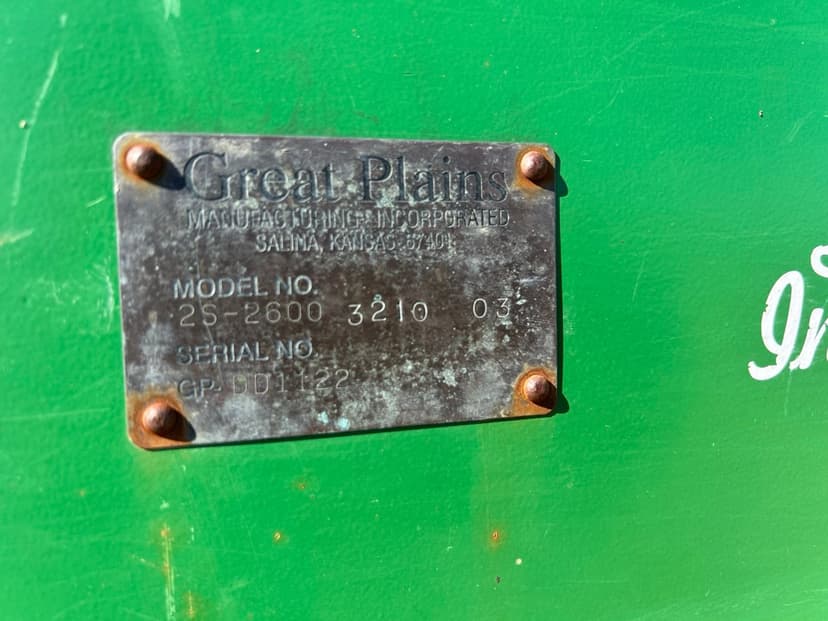 Great Plains
MANUFACTURING, INCORPORATED
SALINA, KANSAS 67401
MODEL NO.
2S-2600 3210 03
SERIAL NO.
GP-DD1122